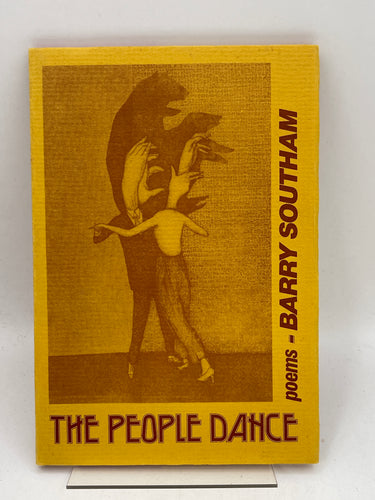 poems - BARRY SOUTHAM
THE PEOPLE DANCE